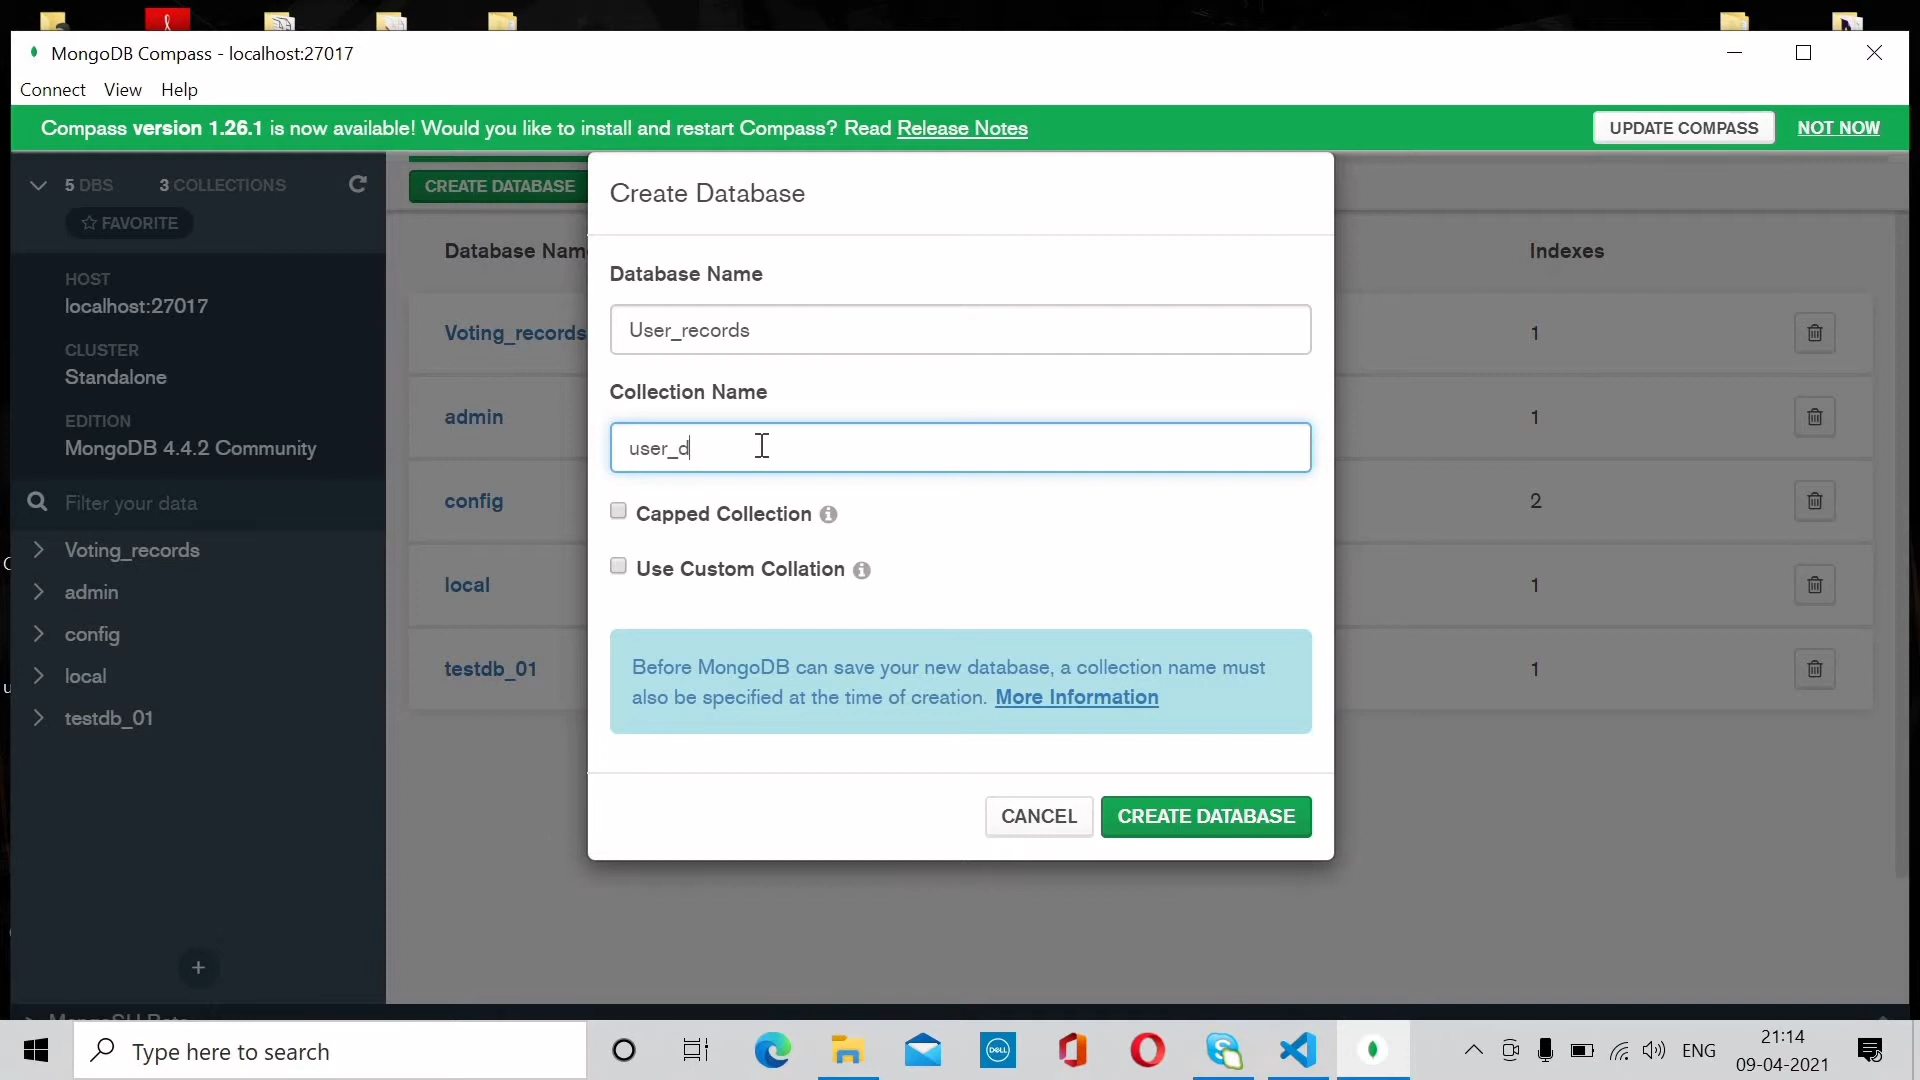 MongoDB Compass - localhost:27017
Connect View Help
Compass version 1.26.1 is now available! Would you like to install and restart Compass? Read Release Notes
UPDATE COMPASS
NOT NOW
5 DBS 3 COLLECTIONS
FAVORITE
HOST
localhost:27017
CLUSTER
Standalone
EDITION
MongoDB 4.4.2 Community
Filter your data
Voting_records
admin
config
local
testdb_01
CREATE DATABASE
Database Nam
Indexes
Voting_records
1
admin
1
config
2
local
1
testdb_01
1
Create Database
Database Name
User_records
Collection Name
user_d
Capped Collection
Use Custom Collation
Before MongoDB can save your new database, a collection name must
also be specified at the time of creation. More Information
CANCEL
CREATE DATABASE
Type here to search
DELL
ENG
21:14
09-04-2021